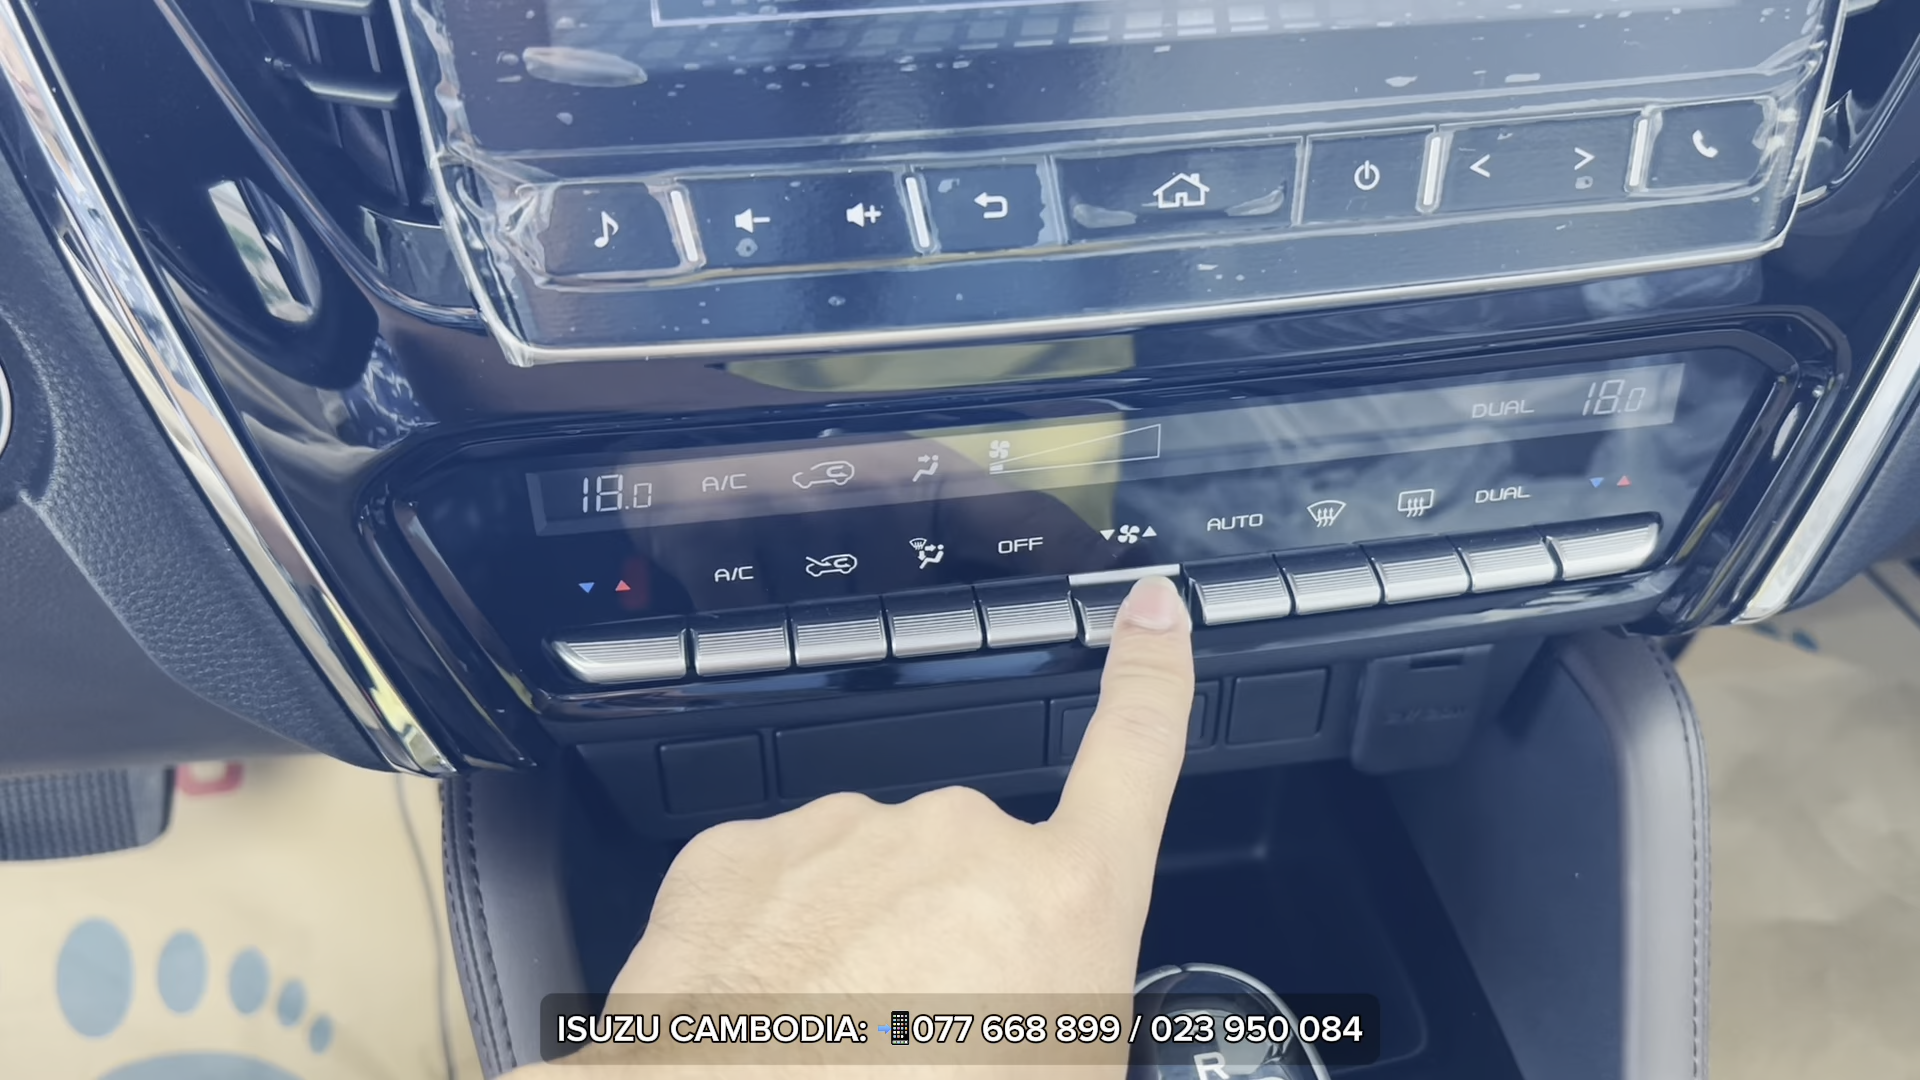 DUAL 18.0
18.0 A/C
A/C OFF AUTO DUAL
ISUZU CAMBODIA: 📲077 668 899 / 023 950 084
R